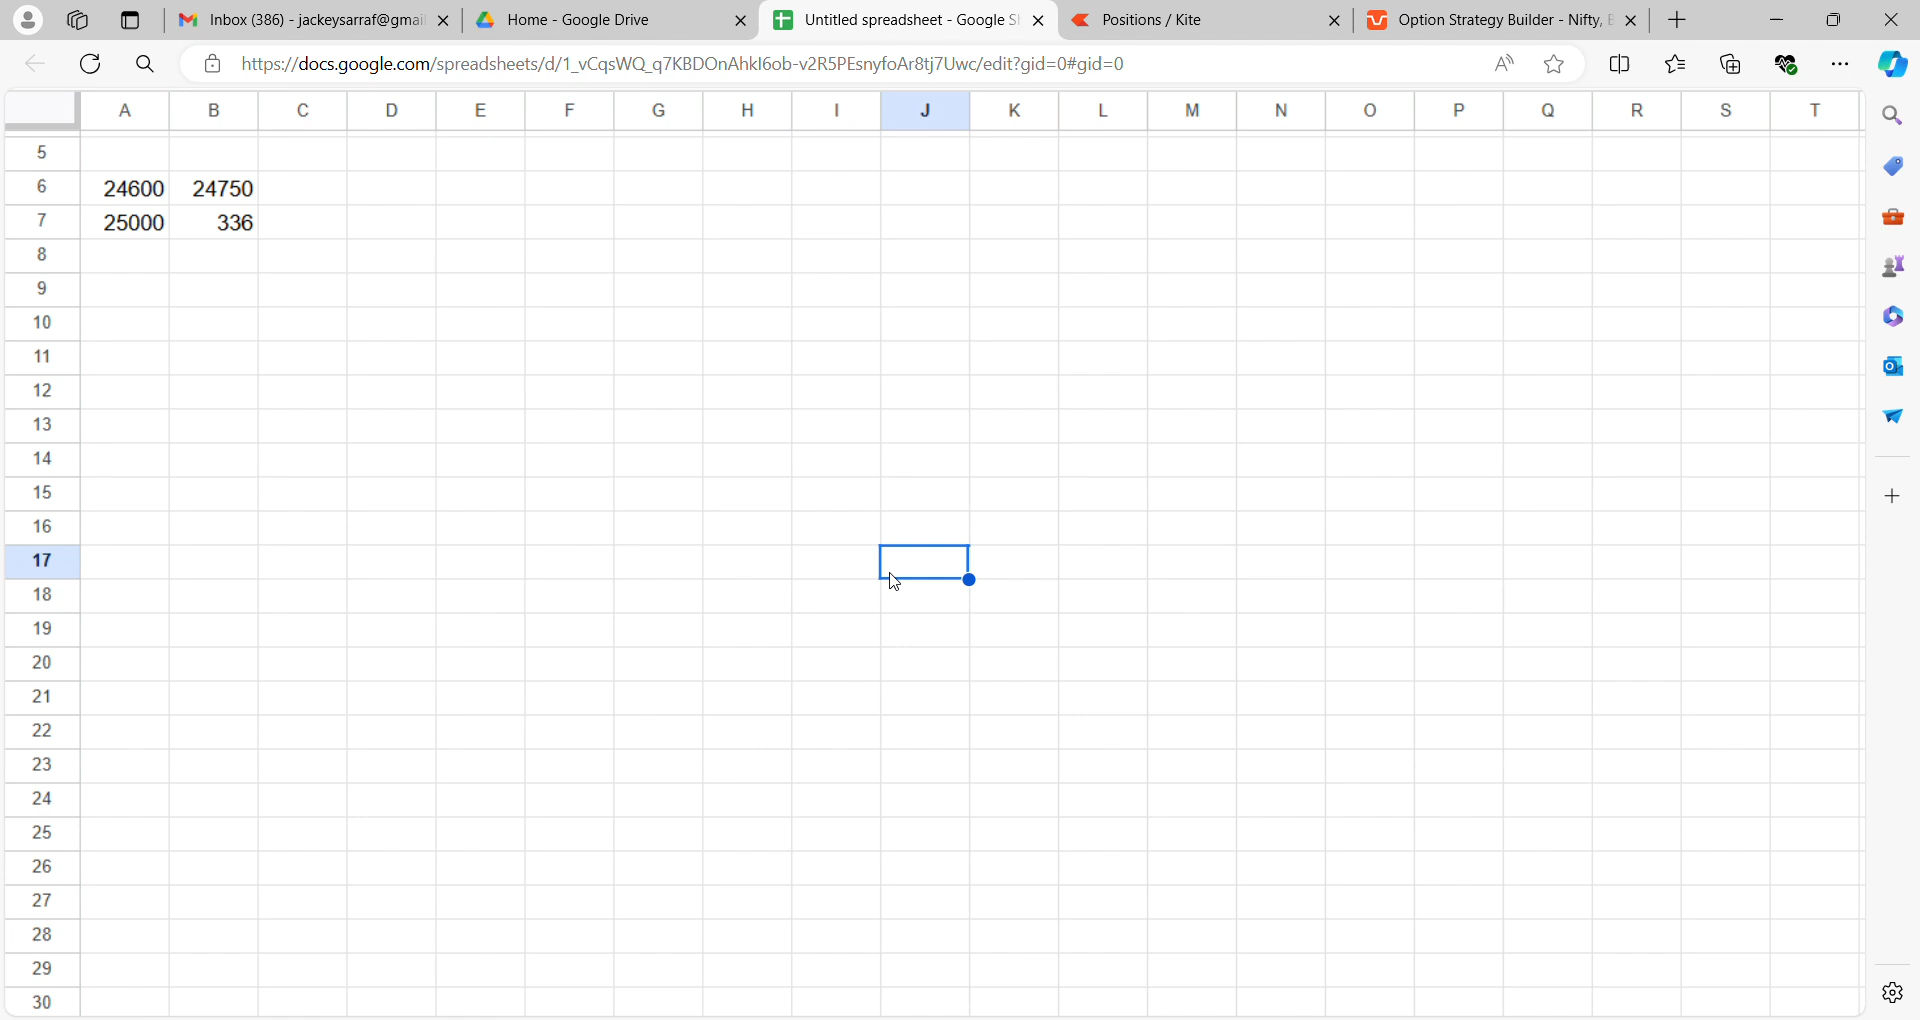 Inbox (386) - jackeysarraf@gmai
Home - Google Drive
Untitled spreadsheet - Google S
Positions / Kite
Option Strategy Builder - Nifty, B
https://docs.google.com/spreadsheets/d/1_vCqsWQ_q7KBDOnAhkI6ob-v2R5PEsnyfoAr8tj7Uwc/edit?gid=0#gid=0
A B C D E F G H I J K L M N O P Q R S T
5
6 24600 24750
7 25000 336
8
9
10
11
12
13
14
15
16
17
18
19
20
21
22
23
24
25
26
27
28
29
30